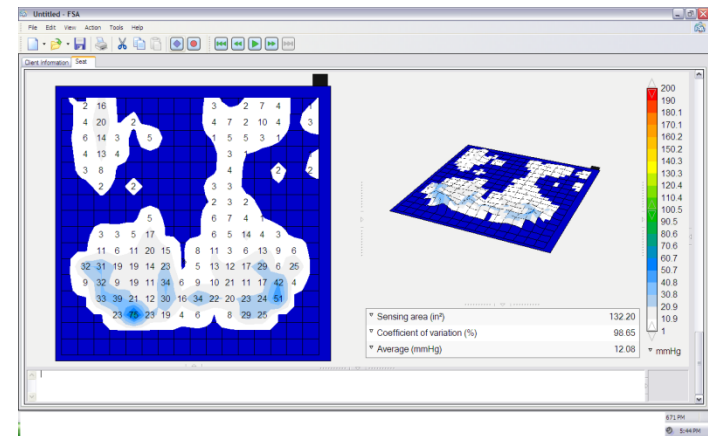 Untitled - FSA
File Edit View Action Tools Help
Client Information Seat
2 16 3 2 7 4 1
4 20 2 4 7 2 10 4 3
6 14 3 5 1 5 5 3 1
4 13 4 3 1
3 8 4 2 2
2 2 3 3
2 3 2
5 6 7 4 1
3 3 5 17 6 5 14 4 3
11 6 11 20 15 8 11 3 6 13 9 6
32 31 19 19 14 23 5 13 12 17 29 6 25
9 32 9 19 11 34 6 9 10 21 11 17 42 4
33 39 21 12 30 16 34 22 20 23 24 51
23 75 23 19 4 6 8 29 25
200
190
180.1
170.1
160.2
150.2
140.3
130.3
120.4
110.4
100.5
90.5
80.6
70.6
60.7
50.7
40.8
30.8
20.9
10.9
1
mmHg
Sensing area (in²) 132.20
Coefficient of variation (%) 98.65
Average (mmHg) 12.08
671 PM
5:44 PM